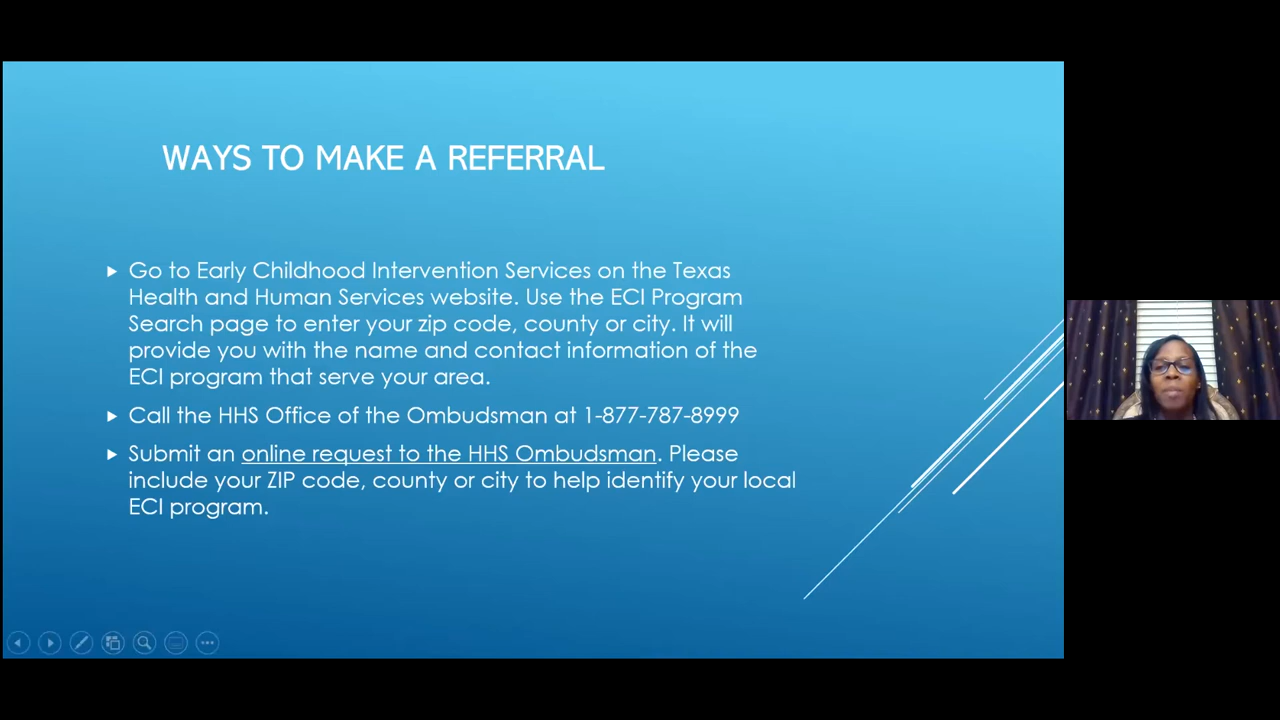 WAYS TO MAKE A REFERRAL
Go to Early Childhood Intervention Services on the Texas
Health and Human Services website. Use the ECI Program
Search page to enter your zip code, county or city. It will
provide you with the name and contact information of the
ECI program that serve your area.
Call the HHS Office of the Ombudsman at 1-877-787-8999
Submit an online request to the HHS Ombudsman. Please
include your ZIP code, county or city to help identify your local
ECI program.